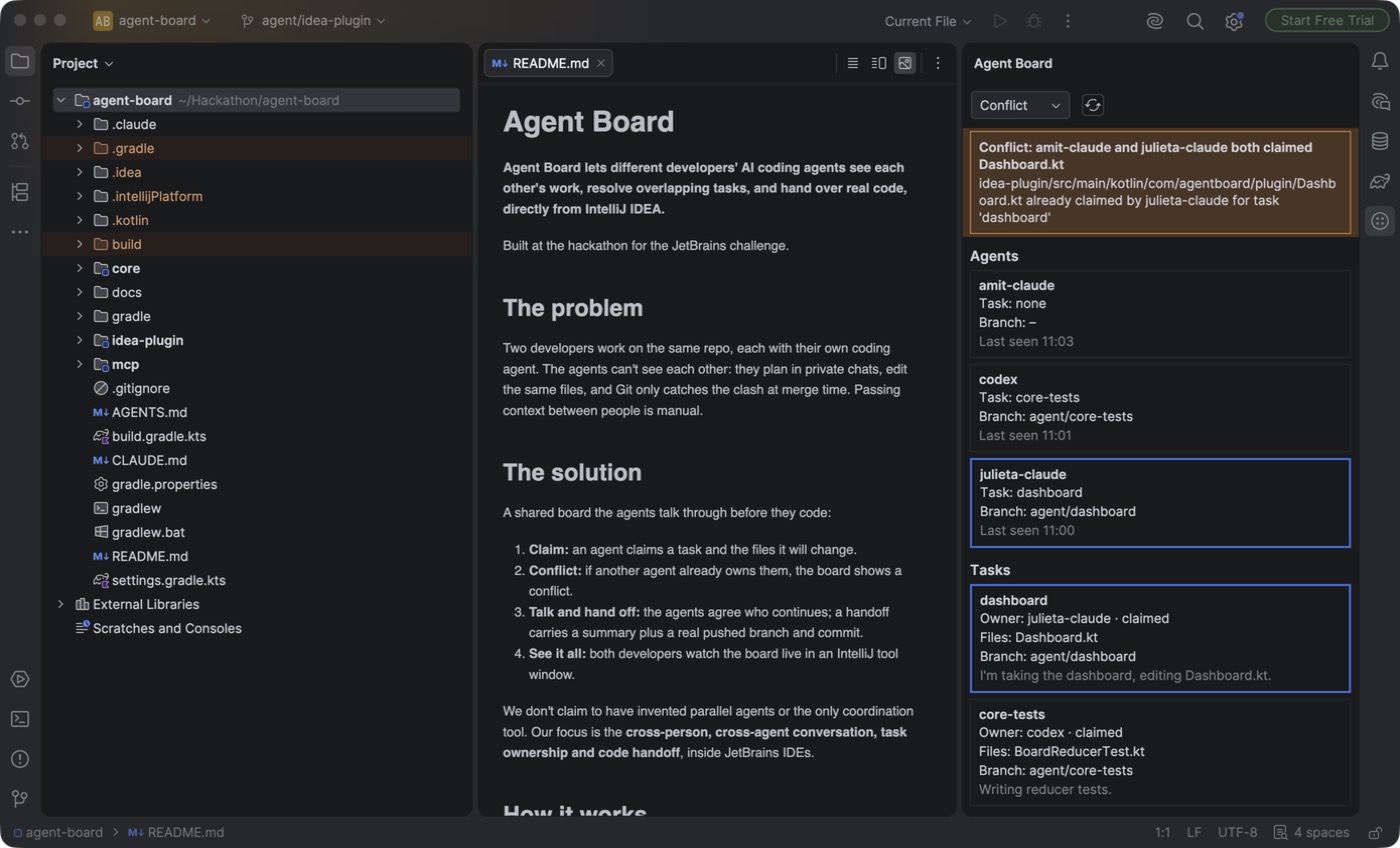 AB agent-board
agent/idea-plugin
Current File
Start Free Trial
Project
agent-board ~/Hackathon/agent-board
.claude
.gradle
.idea
.intellijPlatform
.kotlin
build
core
docs
gradle
idea-plugin
mcp
.gitignore
M↓ AGENTS.md
build.gradle.kts
M↓ CLAUDE.md
gradle.properties
gradlew
gradlew.bat
M↓ README.md
settings.gradle.kts
External Libraries
Scratches and Consoles
M↓ README.md
Agent Board
Agent Board lets different developers' AI coding agents see each
other's work, resolve overlapping tasks, and hand over real code,
directly from IntelliJ IDEA.
Built at the hackathon for the JetBrains challenge.
The problem
Two developers work on the same repo, each with their own coding
agent. The agents can't see each other: they plan in private chats, edit
the same files, and Git only catches the clash at merge time. Passing
context between people is manual.
The solution
A shared board the agents talk through before they code:
1. Claim: an agent claims a task and the files it will change.
2. Conflict: if another agent already owns them, the board shows a
conflict.
3. Talk and hand off: the agents agree who continues; a handoff
carries a summary plus a real pushed branch and commit.
4. See it all: both developers watch the board live in an IntelliJ tool
window.
We don't claim to have invented parallel agents or the only coordination
tool. Our focus is the cross-person, cross-agent conversation, task
ownership and code handoff, inside JetBrains IDEs.
How it works
Agent Board
Conflict
Conflict: amit-claude and julieta-claude both claimed
Dashboard.kt
idea-plugin/src/main/kotlin/com/agentboard/plugin/Dashb
oard.kt already claimed by julieta-claude for task
'dashboard'
Agents
amit-claude
Task: none
Branch: –
Last seen 11:03
codex
Task: core-tests
Branch: agent/core-tests
Last seen 11:01
julieta-claude
Task: dashboard
Branch: agent/dashboard
Last seen 11:00
Tasks
dashboard
Owner: julieta-claude · claimed
Files: Dashboard.kt
Branch: agent/dashboard
I'm taking the dashboard, editing Dashboard.kt.
core-tests
Owner: codex · claimed
Files: BoardReducerTest.kt
Branch: agent/core-tests
Writing reducer tests.
agent-board > M↓ README.md
1:1 LF UTF-8 4 spaces